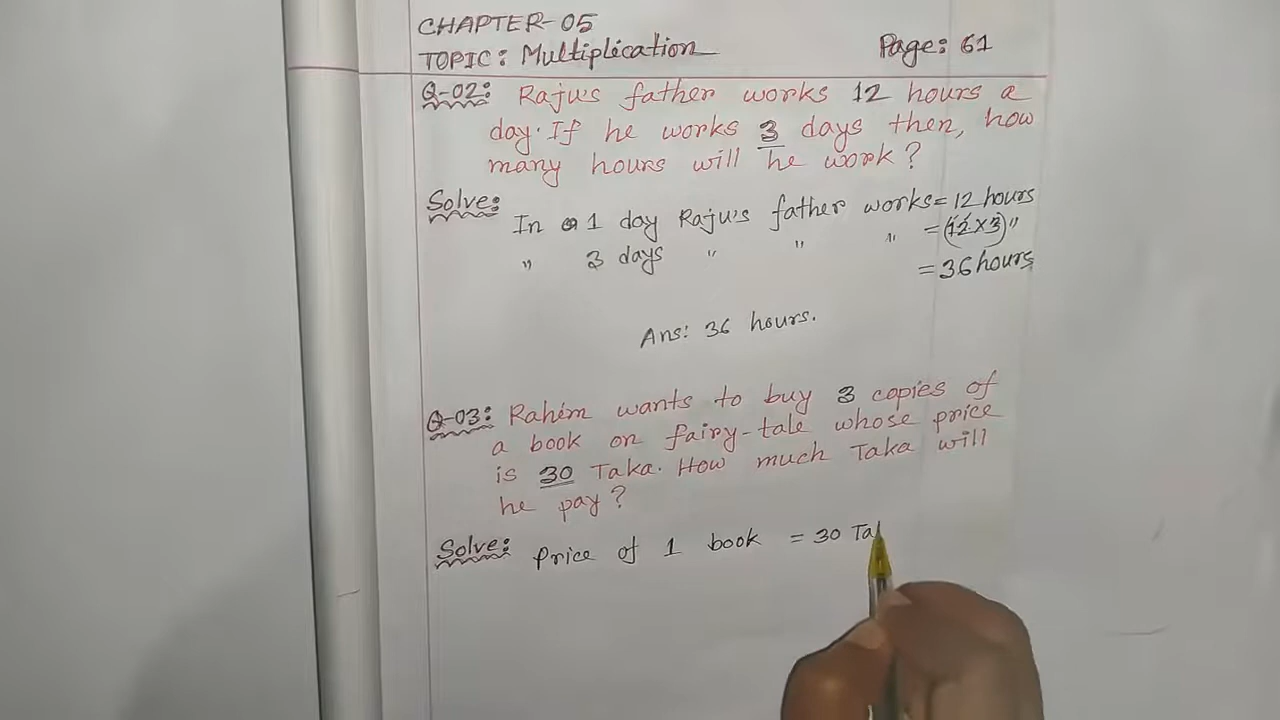 CHAPTER-05
TOPIC: Multiplication
Page: 61
Q-02: Raju's father works 12 hours a
day. If he works 3 days then, how
many hours will he work?
Solve:
In 1 day Raju's father works = 12 hours
" 3 days " " " = (12×3) "
= 36 hours
Ans: 36 hours.
Q-03: Rahim wants to buy 3 copies of
a book on fairy-tale whose price
is 30 Taka. How much Taka will
he pay?
Solve: Price of 1 book = 30 Tak